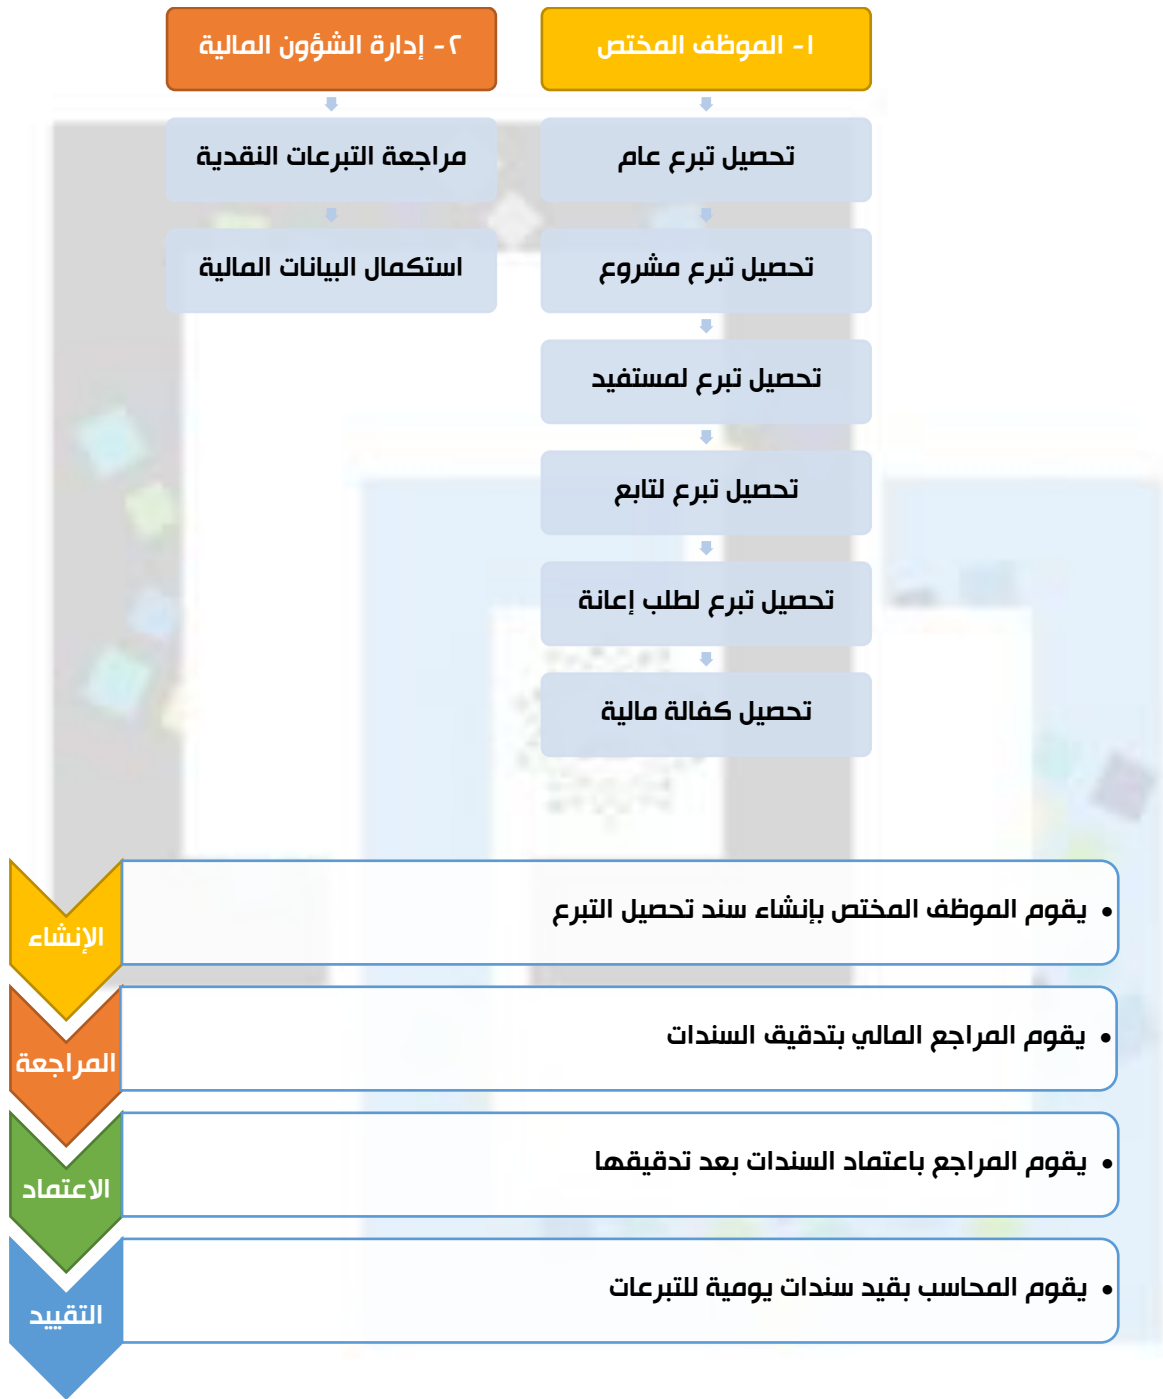 ١- الموظف المختص
تحصيل تبرع عام
تحصيل تبرع مشروع
تحصيل تبرع لمستفيد
تحصيل تبرع لتابع
تحصيل تبرع لطلب إعانة
تحصيل كفالة مالية
٢- إدارة الشؤون المالية
مراجعة التبرعات النقدية
استكمال البيانات المالية
الإنشاء
• يقوم الموظف المختص بإنشاء سند تحصيل التبرع
المراجعة
• يقوم المراجع المالي بتدقيق السندات
الاعتماد
• يقوم المراجع باعتماد السندات بعد تدقيقها
التقييد
• يقوم المحاسب بقيد سندات يومية للتبرعات